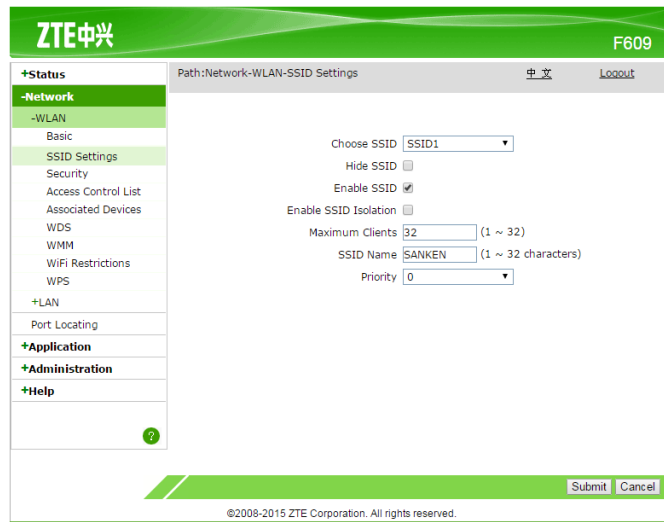 ZTE中兴
F609
+Status
Path:Network-WLAN-SSID Settings 中 文 Logout
-Network
-WLAN
Basic
SSID Settings
Security
Access Control List
Associated Devices
WDS
WMM
WiFi Restrictions
WPS
+LAN
Port Locating
+Application
+Administration
+Help
?
Choose SSID SSID1
Hide SSID
Enable SSID
Enable SSID Isolation
Maximum Clients 32 (1 ~ 32)
SSID Name SANKEN (1 ~ 32 characters)
Priority 0
Submit Cancel
©2008-2015 ZTE Corporation. All rights reserved.